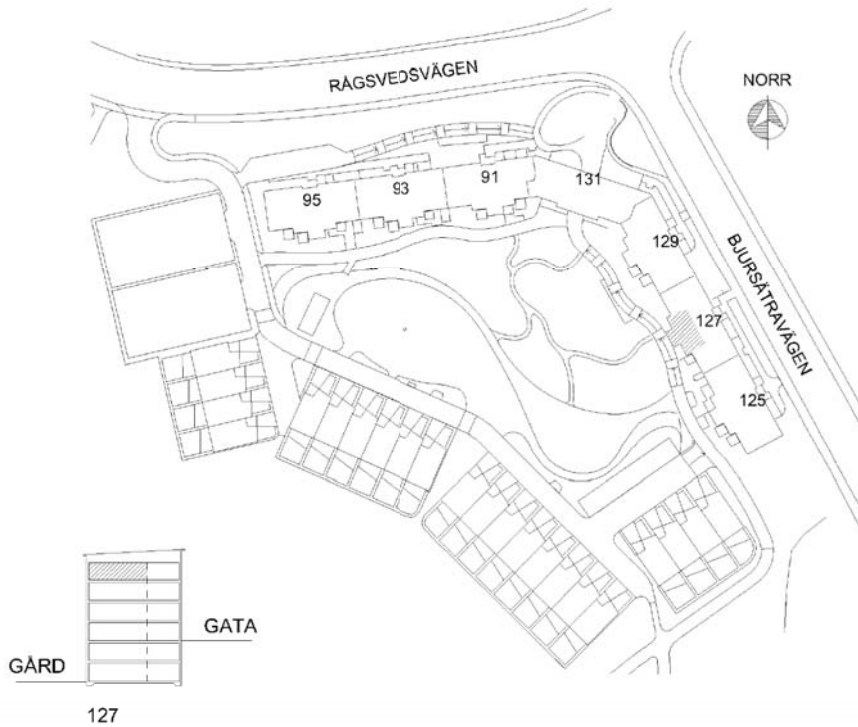 RÅGSVEDSVÄGEN
NORR
95
93
91
131
129
BJURSÄTRAVÄGEN
127
125
GATA
GÅRD
127